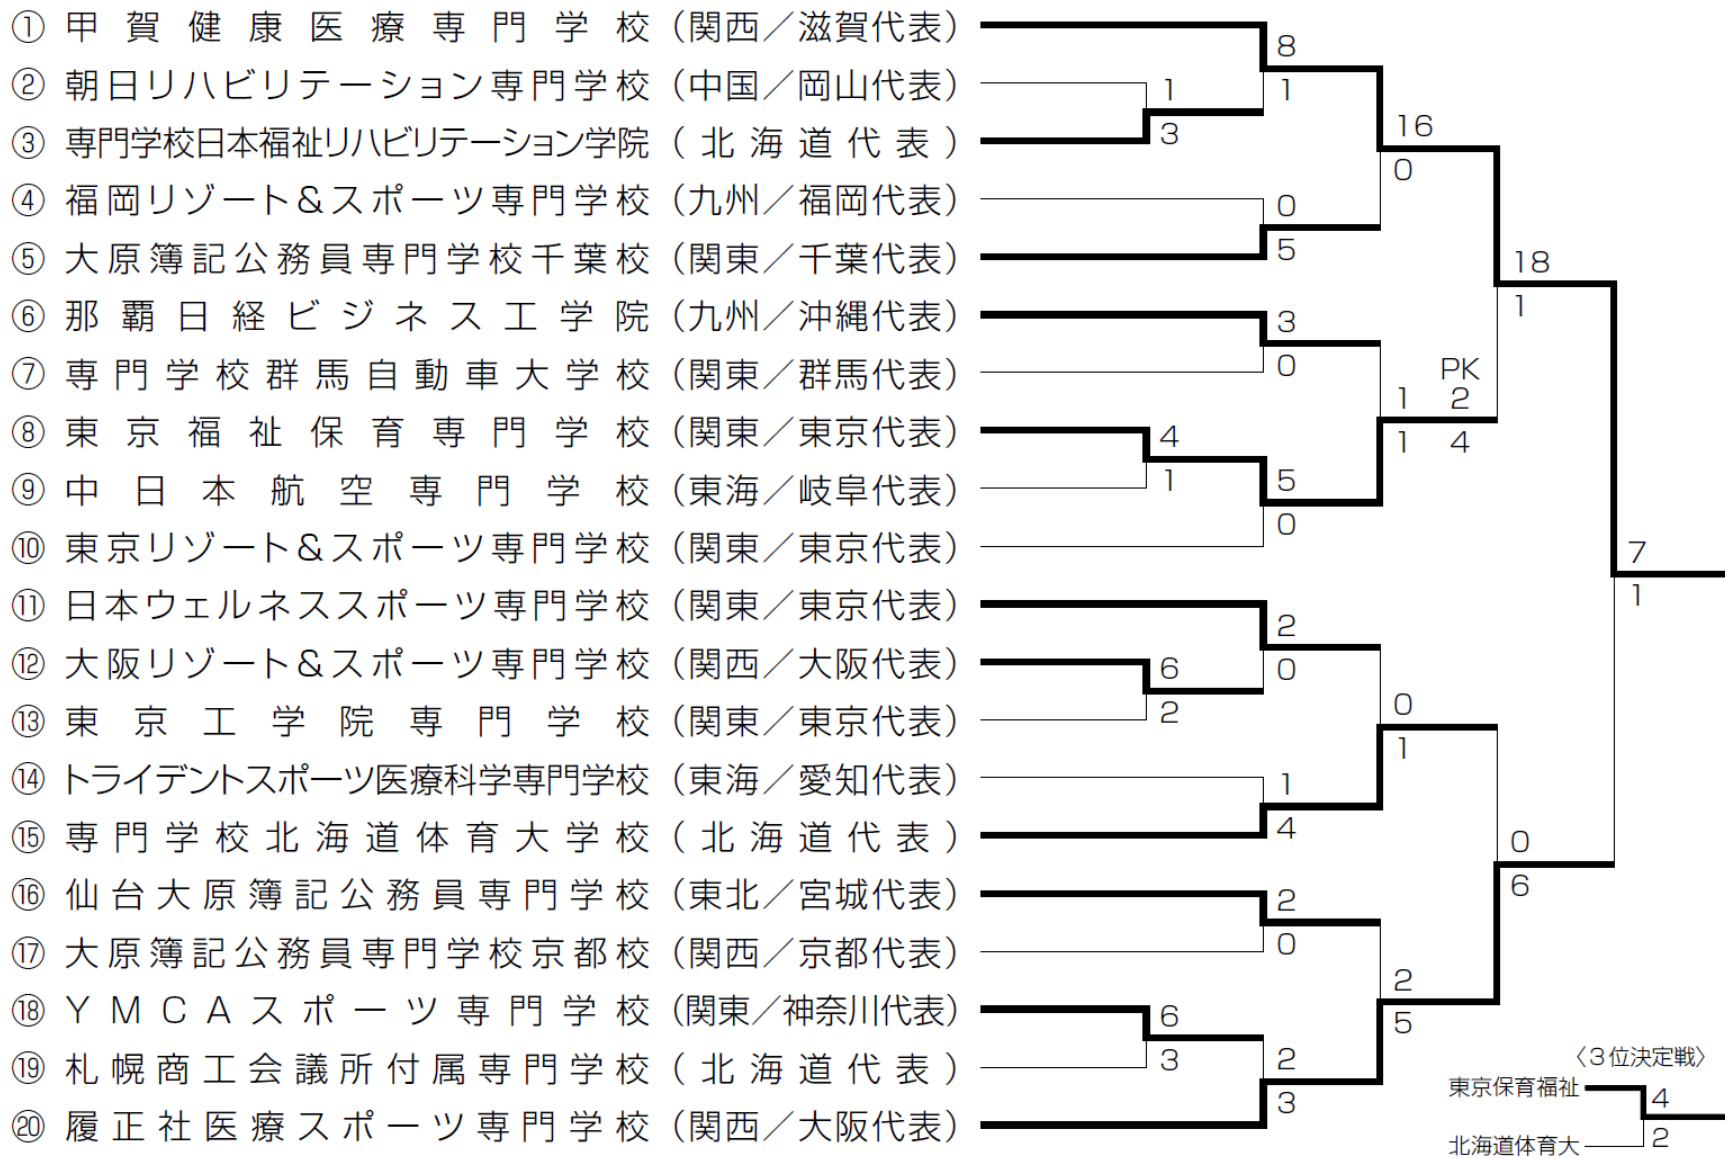 ① 甲賀健康医療専門学校（関西／滋賀代表）
② 朝日リハビリテーション専門学校（中国／岡山代表）
③ 専門学校日本福祉リハビリテーション学院（北海道代表）
④ 福岡リゾート&スポーツ専門学校（九州／福岡代表）
⑤ 大原簿記公務員専門学校千葉校（関東／千葉代表）
⑥ 那覇日経ビジネス工学院（九州／沖縄代表）
⑦ 専門学校群馬自動車大学校（関東／群馬代表）
⑧ 東京福祉保育専門学校（関東／東京代表）
⑨ 中日本航空専門学校（東海／岐阜代表）
⑩ 東京リゾート&スポーツ専門学校（関東／東京代表）
⑪ 日本ウェルネススポーツ専門学校（関東／東京代表）
⑫ 大阪リゾート&スポーツ専門学校（関西／大阪代表）
⑬ 東京工学院専門学校（関東／東京代表）
⑭ トライデントスポーツ医療科学専門学校（東海／愛知代表）
⑮ 専門学校北海道体育大学校（北海道代表）
⑯ 仙台大原簿記公務員専門学校（東北／宮城代表）
⑰ 大原簿記公務員専門学校京都校（関西／京都代表）
⑱ YMCAスポーツ専門学校（関東／神奈川代表）
⑲ 札幌商工会議所付属専門学校（北海道代表）
⑳ 履正社医療スポーツ専門学校（関西／大阪代表）
1
3
4
1
6
2
6
3
8
1
0
5
3
0
5
0
2
0
1
4
2
0
2
3
16
0
PK
1 2
1 4
0
1
2
5
18
1
0
6
7
1
〈3位決定戦〉
東京保育福祉 4
北海道体育大 2